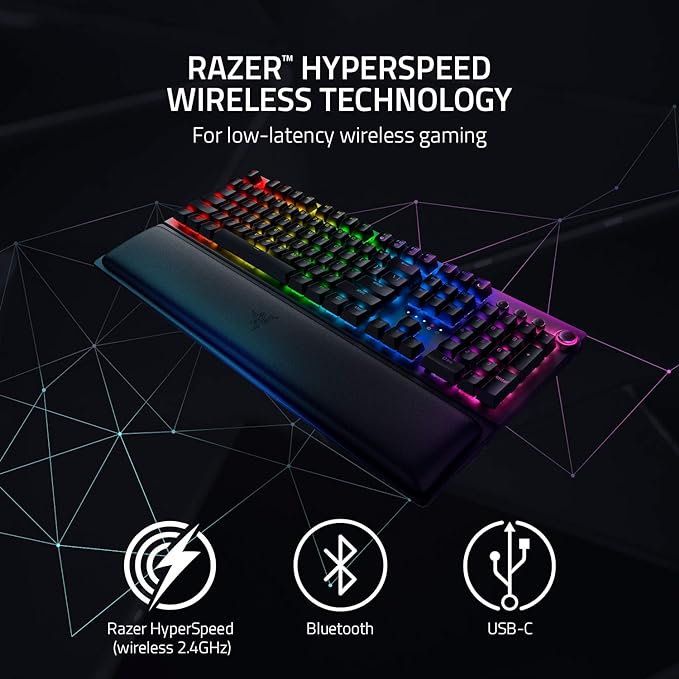 RAZER™ HYPERSPEED
WIRELESS TECHNOLOGY
For low-latency wireless gaming
Razer HyperSpeed
(wireless 2.4GHz)
Bluetooth
USB-C